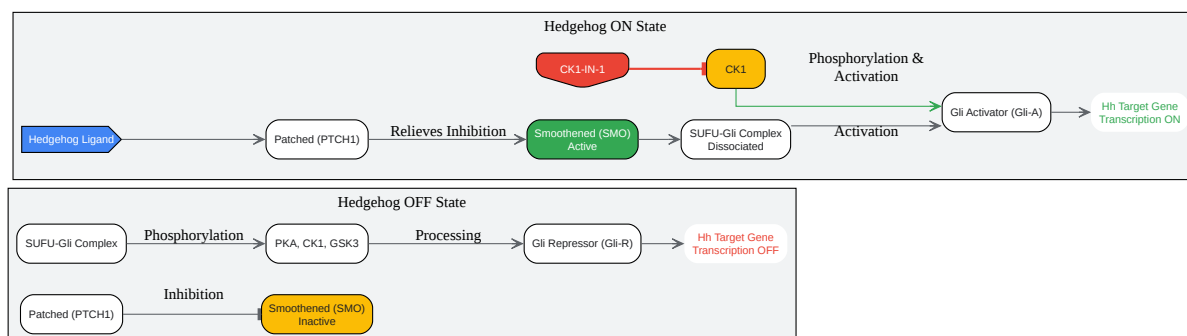 Hedgehog ON State
CK1-IN-1
CK1
Phosphorylation &
Activation
Hedgehog Ligand
Patched (PTCH1)
Relieves Inhibition
Smoothened (SMO)
Active
SUFU-Gli Complex
Dissociated
Activation
Gli Activator (Gli-A)
Hh Target Gene
Transcription ON
Hedgehog OFF State
SUFU-Gli Complex
Phosphorylation
PKA, CK1, GSK3
Processing
Gli Repressor (Gli-R)
Hh Target Gene
Transcription OFF
Patched (PTCH1)
Inhibition
Smoothened (SMO)
Inactive